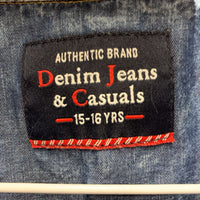 AUTHENTIC BRAND
Denim Jeans
& Casuals
15-16 YRS